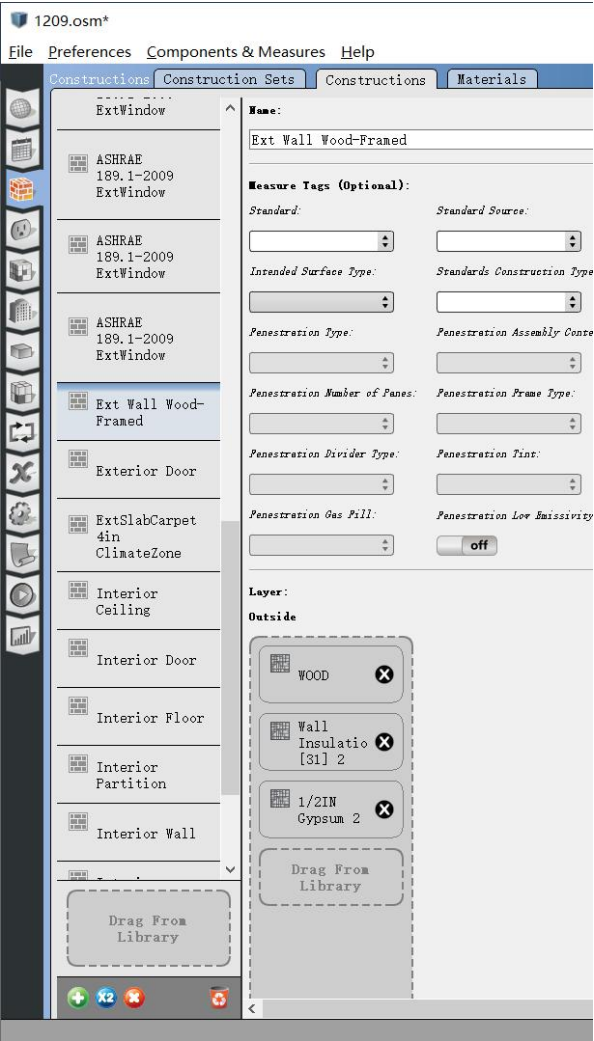 1209.osm*
File Preferences Components & Measures Help
Constructions Construction Sets Constructions Materials
ExtWindow
ASHRAE
189.1-2009
ExtWindow
ASHRAE
189.1-2009
ExtWindow
ASHRAE
189.1-2009
ExtWindow
Ext Wall Wood-
Framed
Exterior Door
ExtSlabCarpet
4in
ClimateZone
Interior
Ceiling
Interior Door
Interior Floor
Interior
Partition
Interior Wall
Drag From
Library
X2
Name:
Ext Wall Wood-Framed
Measure Tags (Optional):
Standard: Standard Source:
Intended Surface Type: Standards Construction Type
Fenestration Type: Fenestration Assembly Conte
Fenestration Number of Panes: Fenestration Frame Type:
Fenestration Divider Type: Fenestration Tint:
Fenestration Gas Fill: Fenestration Low Emissivity
off
Layer:
Outside
WOOD
Wall
Insulatio
[31] 2
1/2IN
Gypsum 2
Drag From
Library